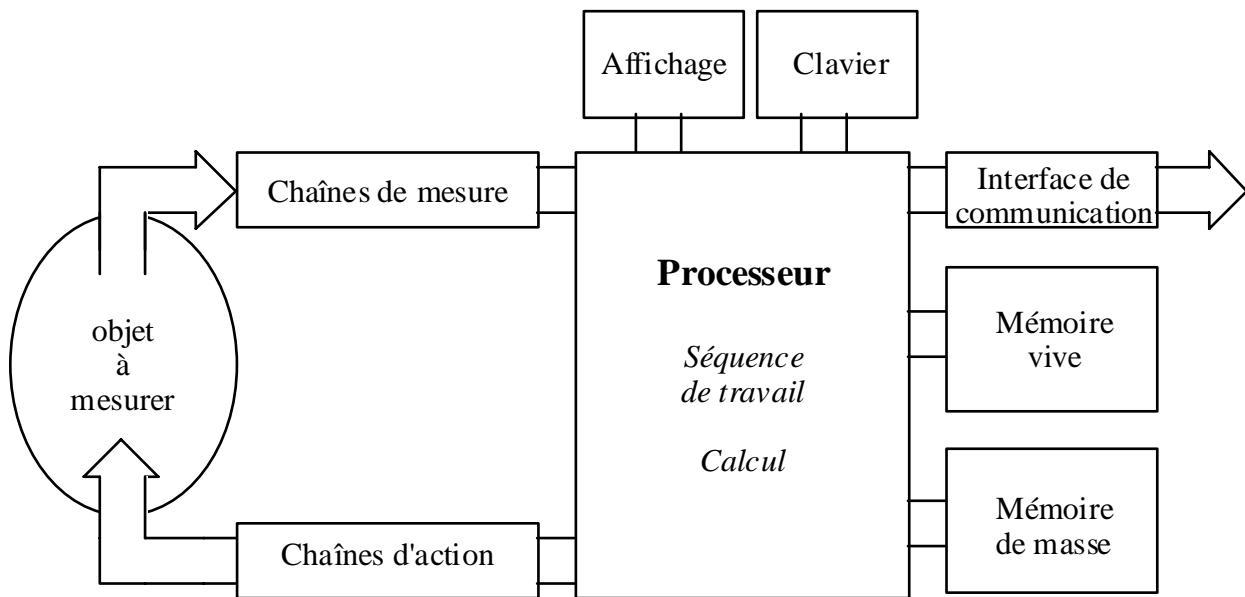 Affichage
Clavier
Chaînes de mesure
Interface de
communication
Processeur
objet
à
mesurer
Séquence
de travail
Calcul
Mémoire
vive
Mémoire
de masse
Chaînes d'action